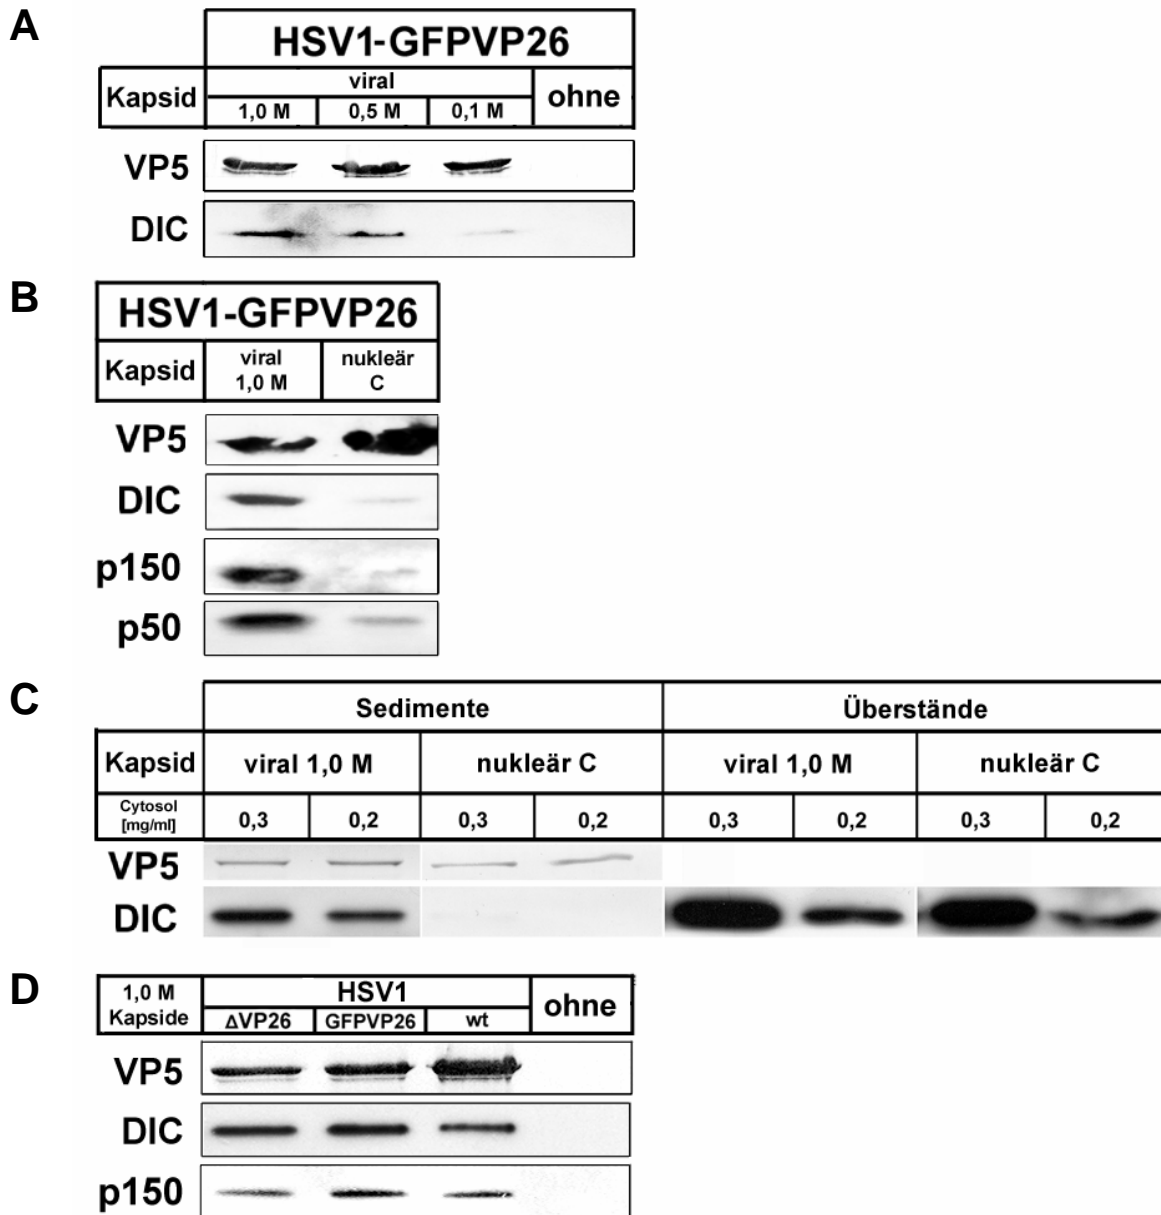 A
HSV1-GFPVP26
Kapsid
viral
ohne
1,0 M 0,5 M 0,1 M
VP5
DIC
B
HSV1-GFPVP26
Kapsid
viral
1,0 M
nukleär
C
VP5
DIC
p150
p50
C
Sedimente Überstände
Kapsid viral 1,0 M nukleär C viral 1,0 M nukleär C
Cytosol
[mg/ml]
0,3 0,2 0,3 0,2 0,3 0,2 0,3 0,2
VP5
DIC
D
1,0 M
Kapside
HSV1
ohne
ΔVP26 GFPVP26 wt
VP5
DIC
p150